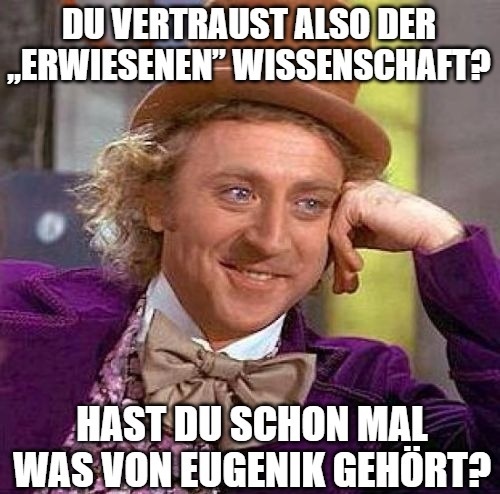 DU VERTRAUST ALSO DER
„ERWIESENEN” WISSENSCHAFT?
HAST DU SCHON MAL
WAS VON EUGENIK GEHÖRT?